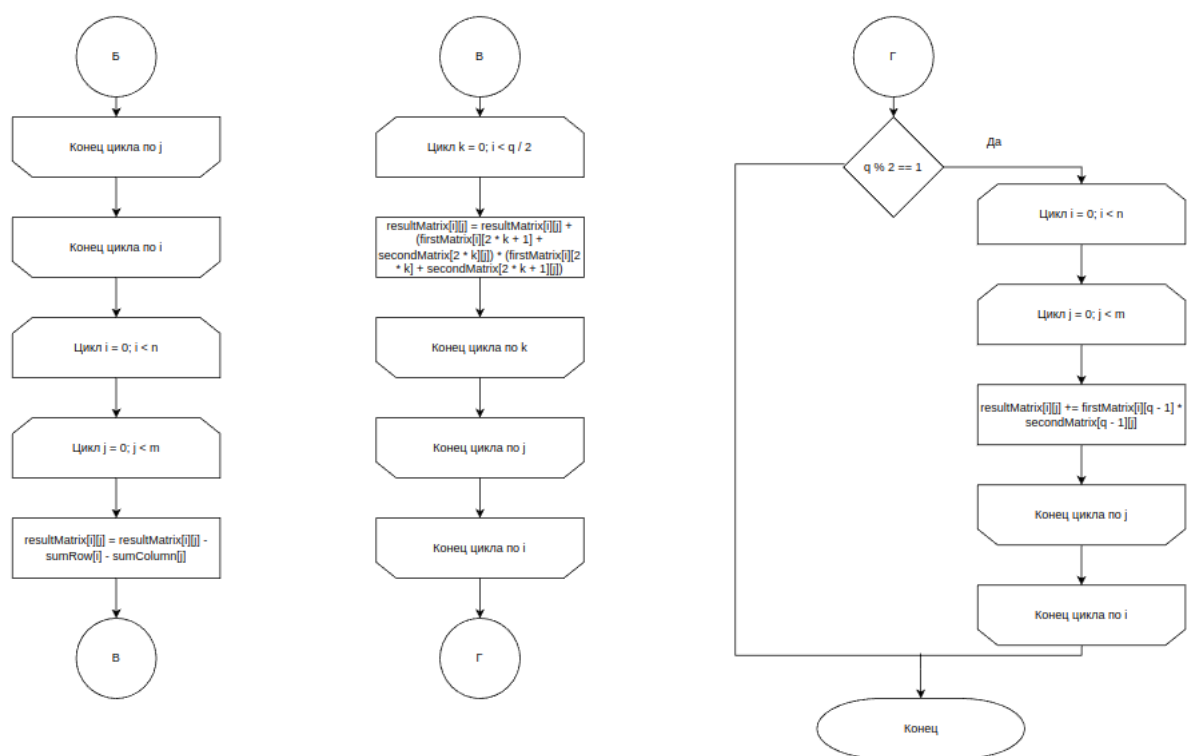 Б
Конец цикла по j
Конец цикла по i
Цикл i = 0; i < n
Цикл j = 0; j < m
resultMatrix[i][j] = resultMatrix[i][j] -
sumRow[i] - sumColumn[j]
В
В
Цикл k = 0; i < q / 2
resultMatrix[i][j] = resultMatrix[i][j] +
(firstMatrix[i][2 * k + 1] +
secondMatrix[2 * k][j]) * (firstMatrix[i][2
* k] + secondMatrix[2 * k + 1][j])
Конец цикла по k
Конец цикла по j
Конец цикла по i
Г
Г
q % 2 == 1
Да
Цикл i = 0; i < n
Цикл j = 0; j < m
resultMatrix[i][j] += firstMatrix[i][q - 1] *
secondMatrix[q - 1][j]
Конец цикла по j
Конец цикла по i
Конец